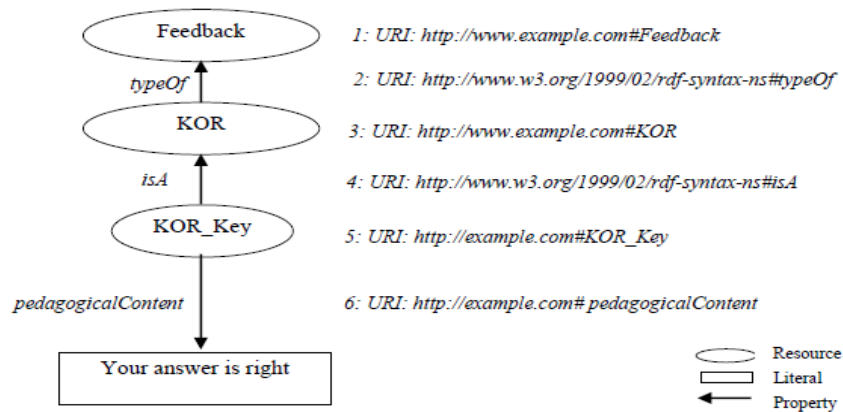 Feedback
1: URI: http://www.example.com#Feedback
typeOf
2: URI: http://www.w3.org/1999/02/rdf-syntax-ns#typeOf
KOR
3: URI: http://www.example.com#KOR
isA
4: URI: http://www.w3.org/1999/02/rdf-syntax-ns#isA
KOR_Key
5: URI: http://example.com#KOR_Key
pedagogicalContent
6: URI: http://example.com# pedagogicalContent
Your answer is right
Resource
Literal
Property